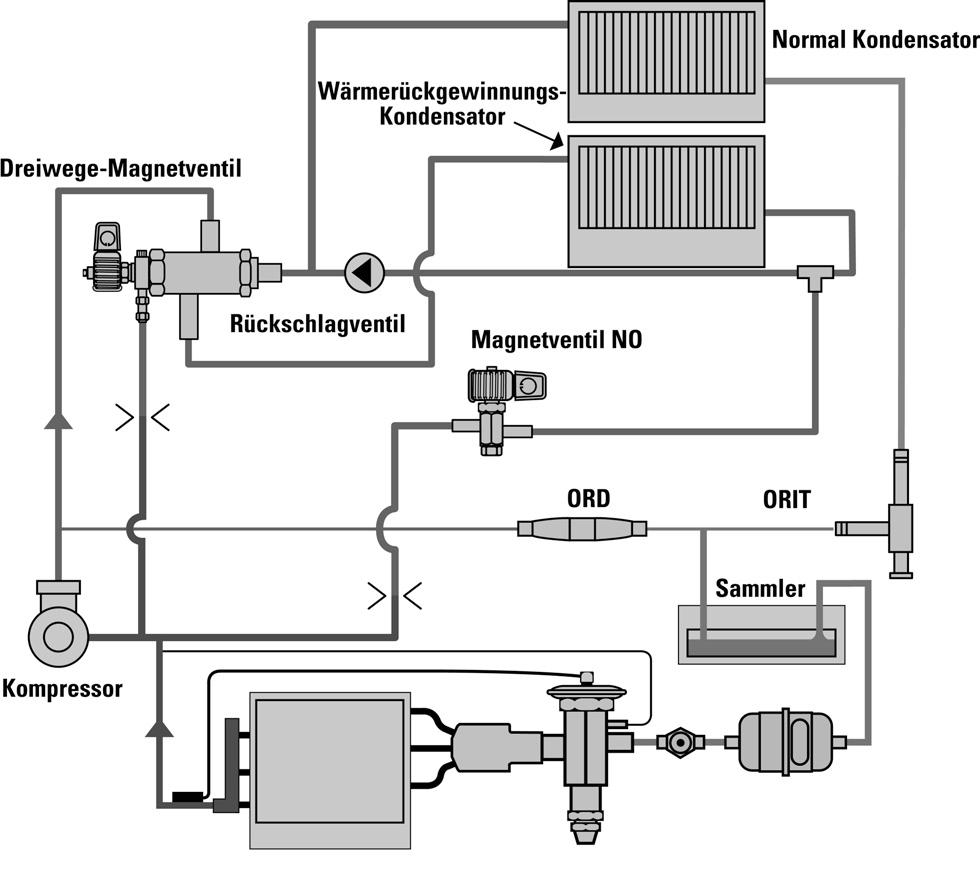 Normal Kondensator
Wärmerückgewinnungs-
Kondensator
Dreiwege-Magnetventil
Rückschlagventil
Magnetventil NO
ORD
ORIT
Sammler
Kompressor